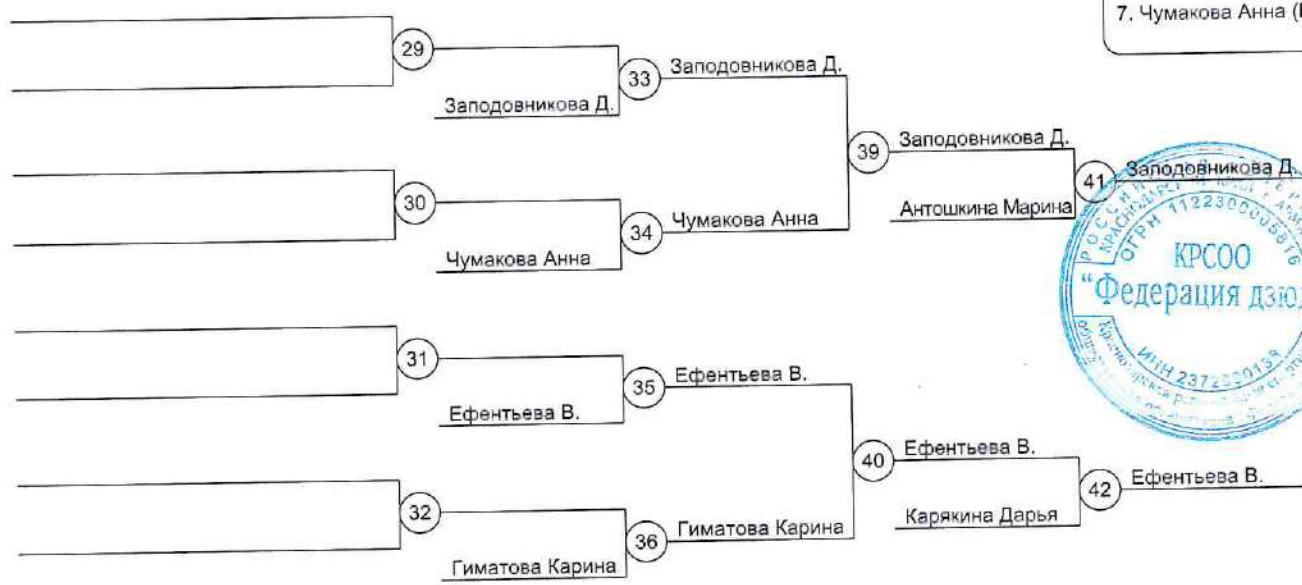 7. Чумакова Анна (
29
33
Заподовникова Д.
Заподовникова Д.
39
Заподовникова Д.
41
Заподовникова Д.
Антошкина Марина
30
34
Чумакова Анна
Чумакова Анна
КРСОО
"Федерация дзю
31
35
Ефентьева В.
Ефентьева В.
40
Ефентьева В.
42
Ефентьева В.
Карякина Дарья
32
36
Гиматова Карина
Гиматова Карина